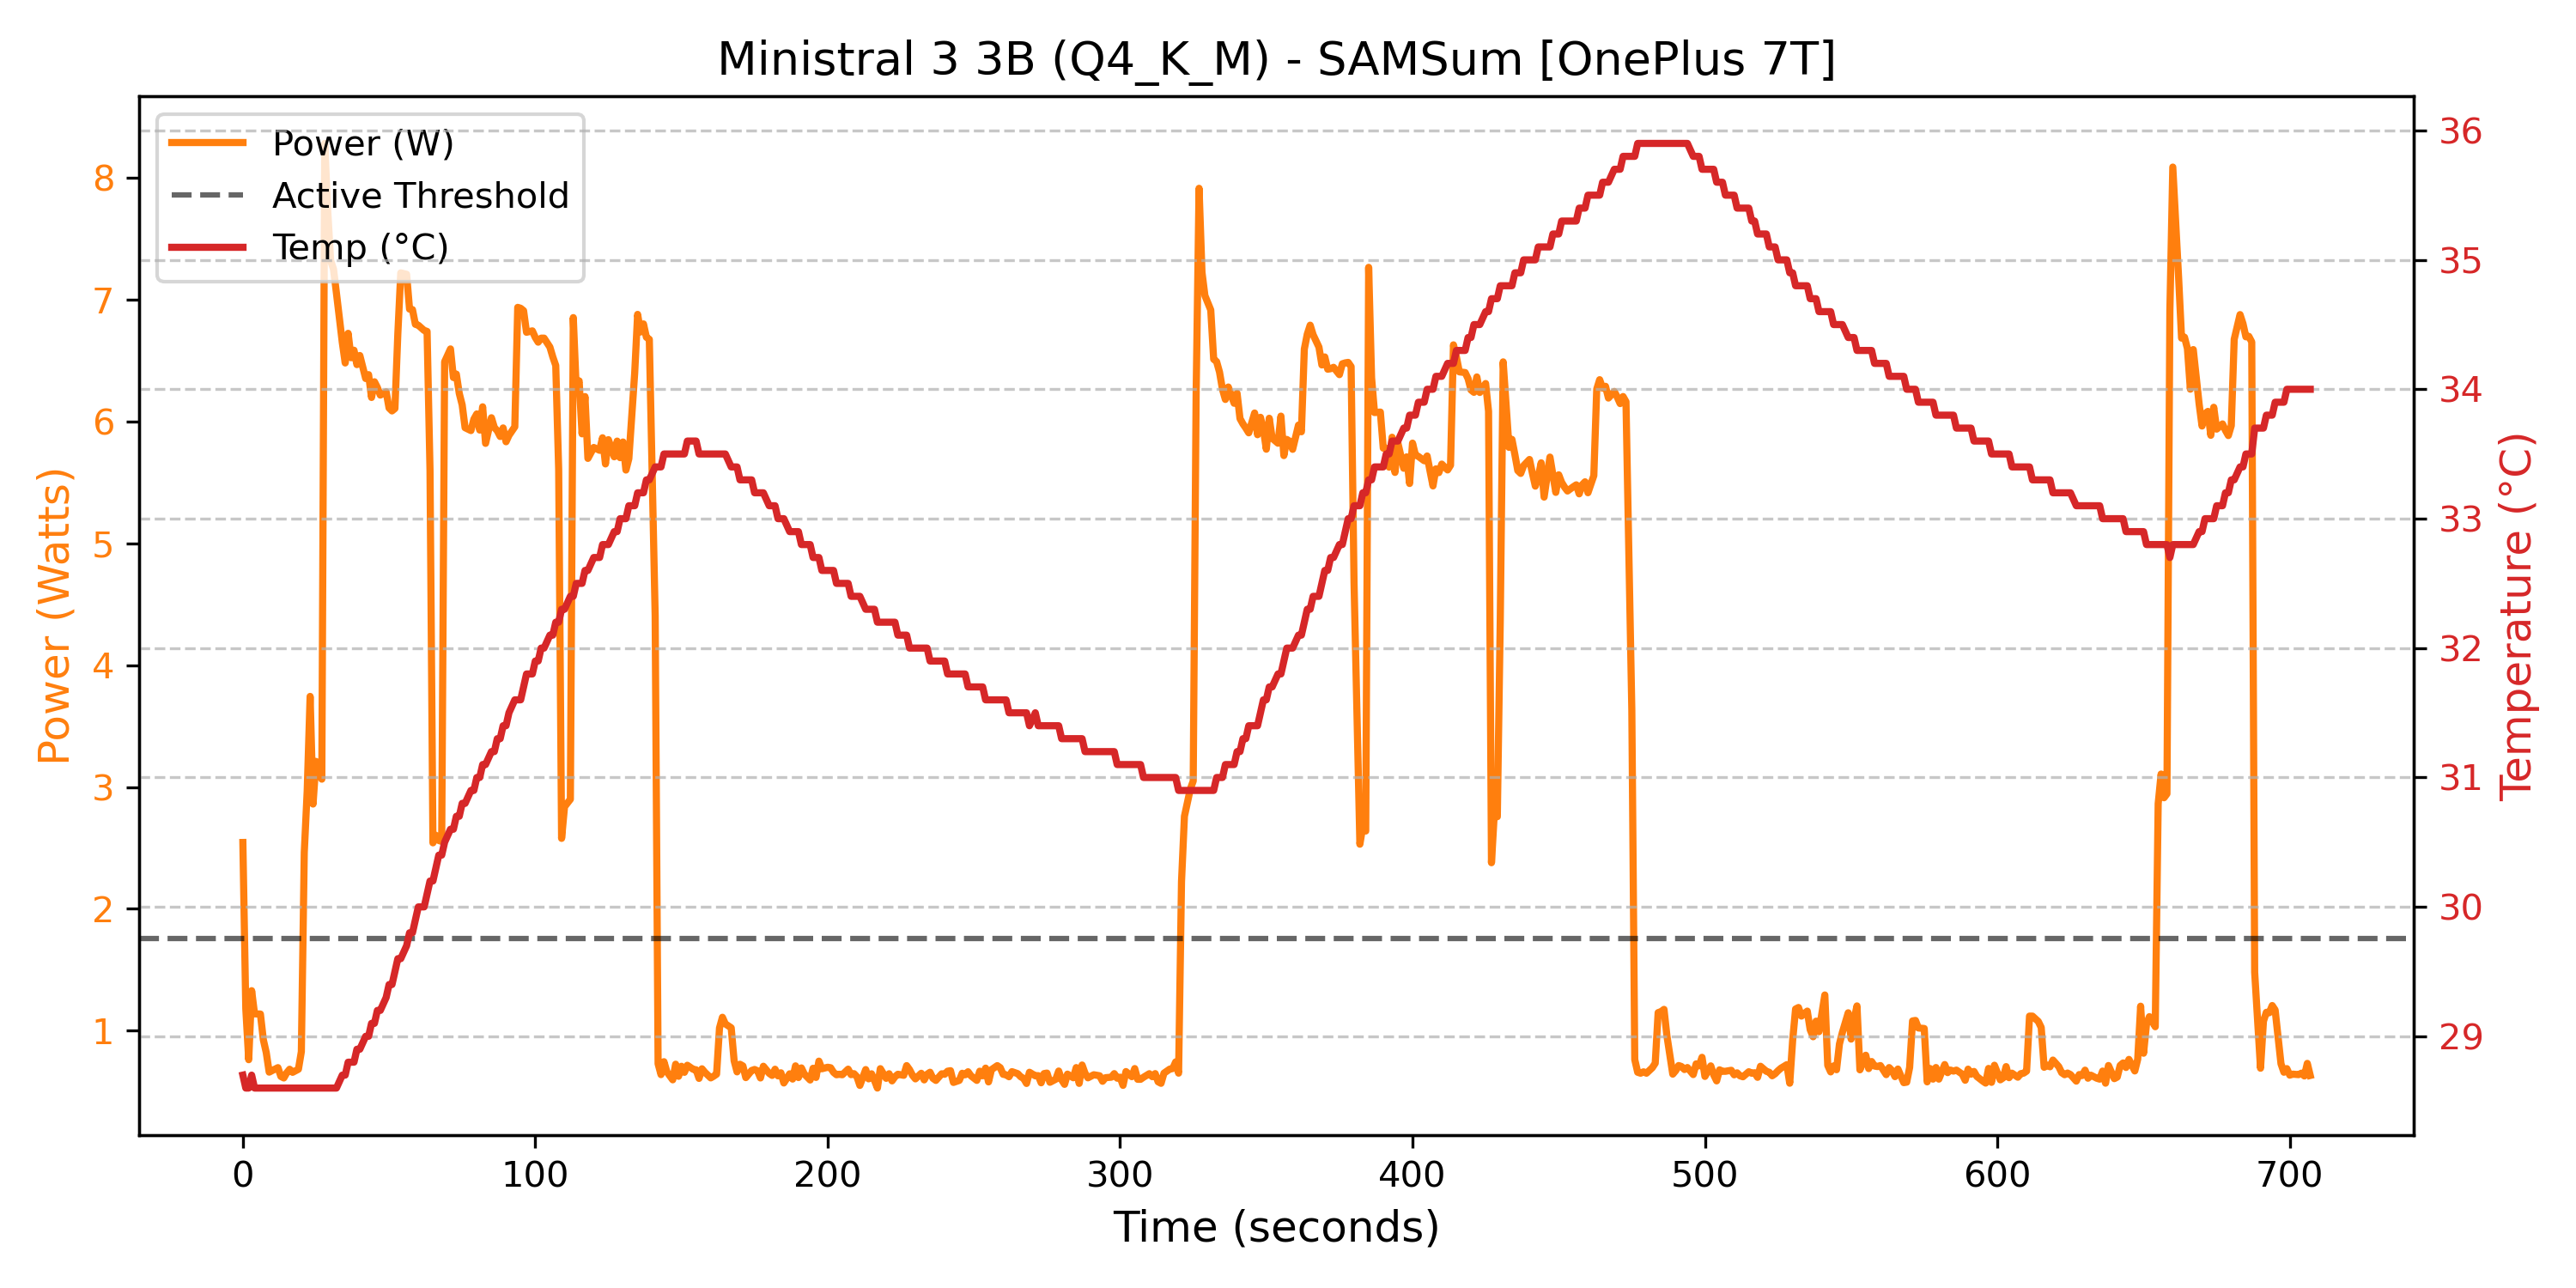 Ministral 3 3B (Q4_K_M) - SAMSum [OnePlus 7T]
Power (W)
Active Threshold
Temp (°C)
Power (Watts)
8
7
6
5
4
3
2
1
36
35
34
33
32
31
30
29
Temperature (°C)
0 100 200 300 400 500 600 700
Time (seconds)